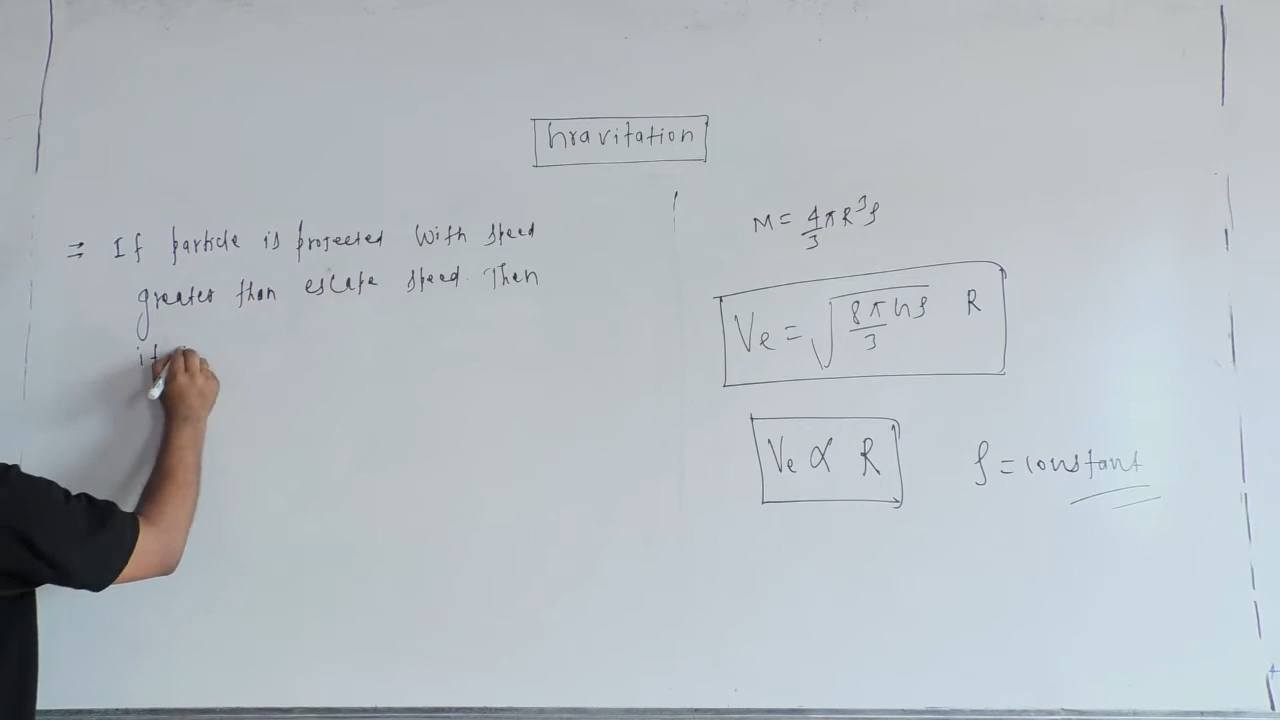 Gravitation
⇒ If particle is projected with speed
greater than escape speed. Then
it
M = 4/3 πR³ρ
Ve = √(8πGρ/3) R
Ve ∝ R
ρ = constant